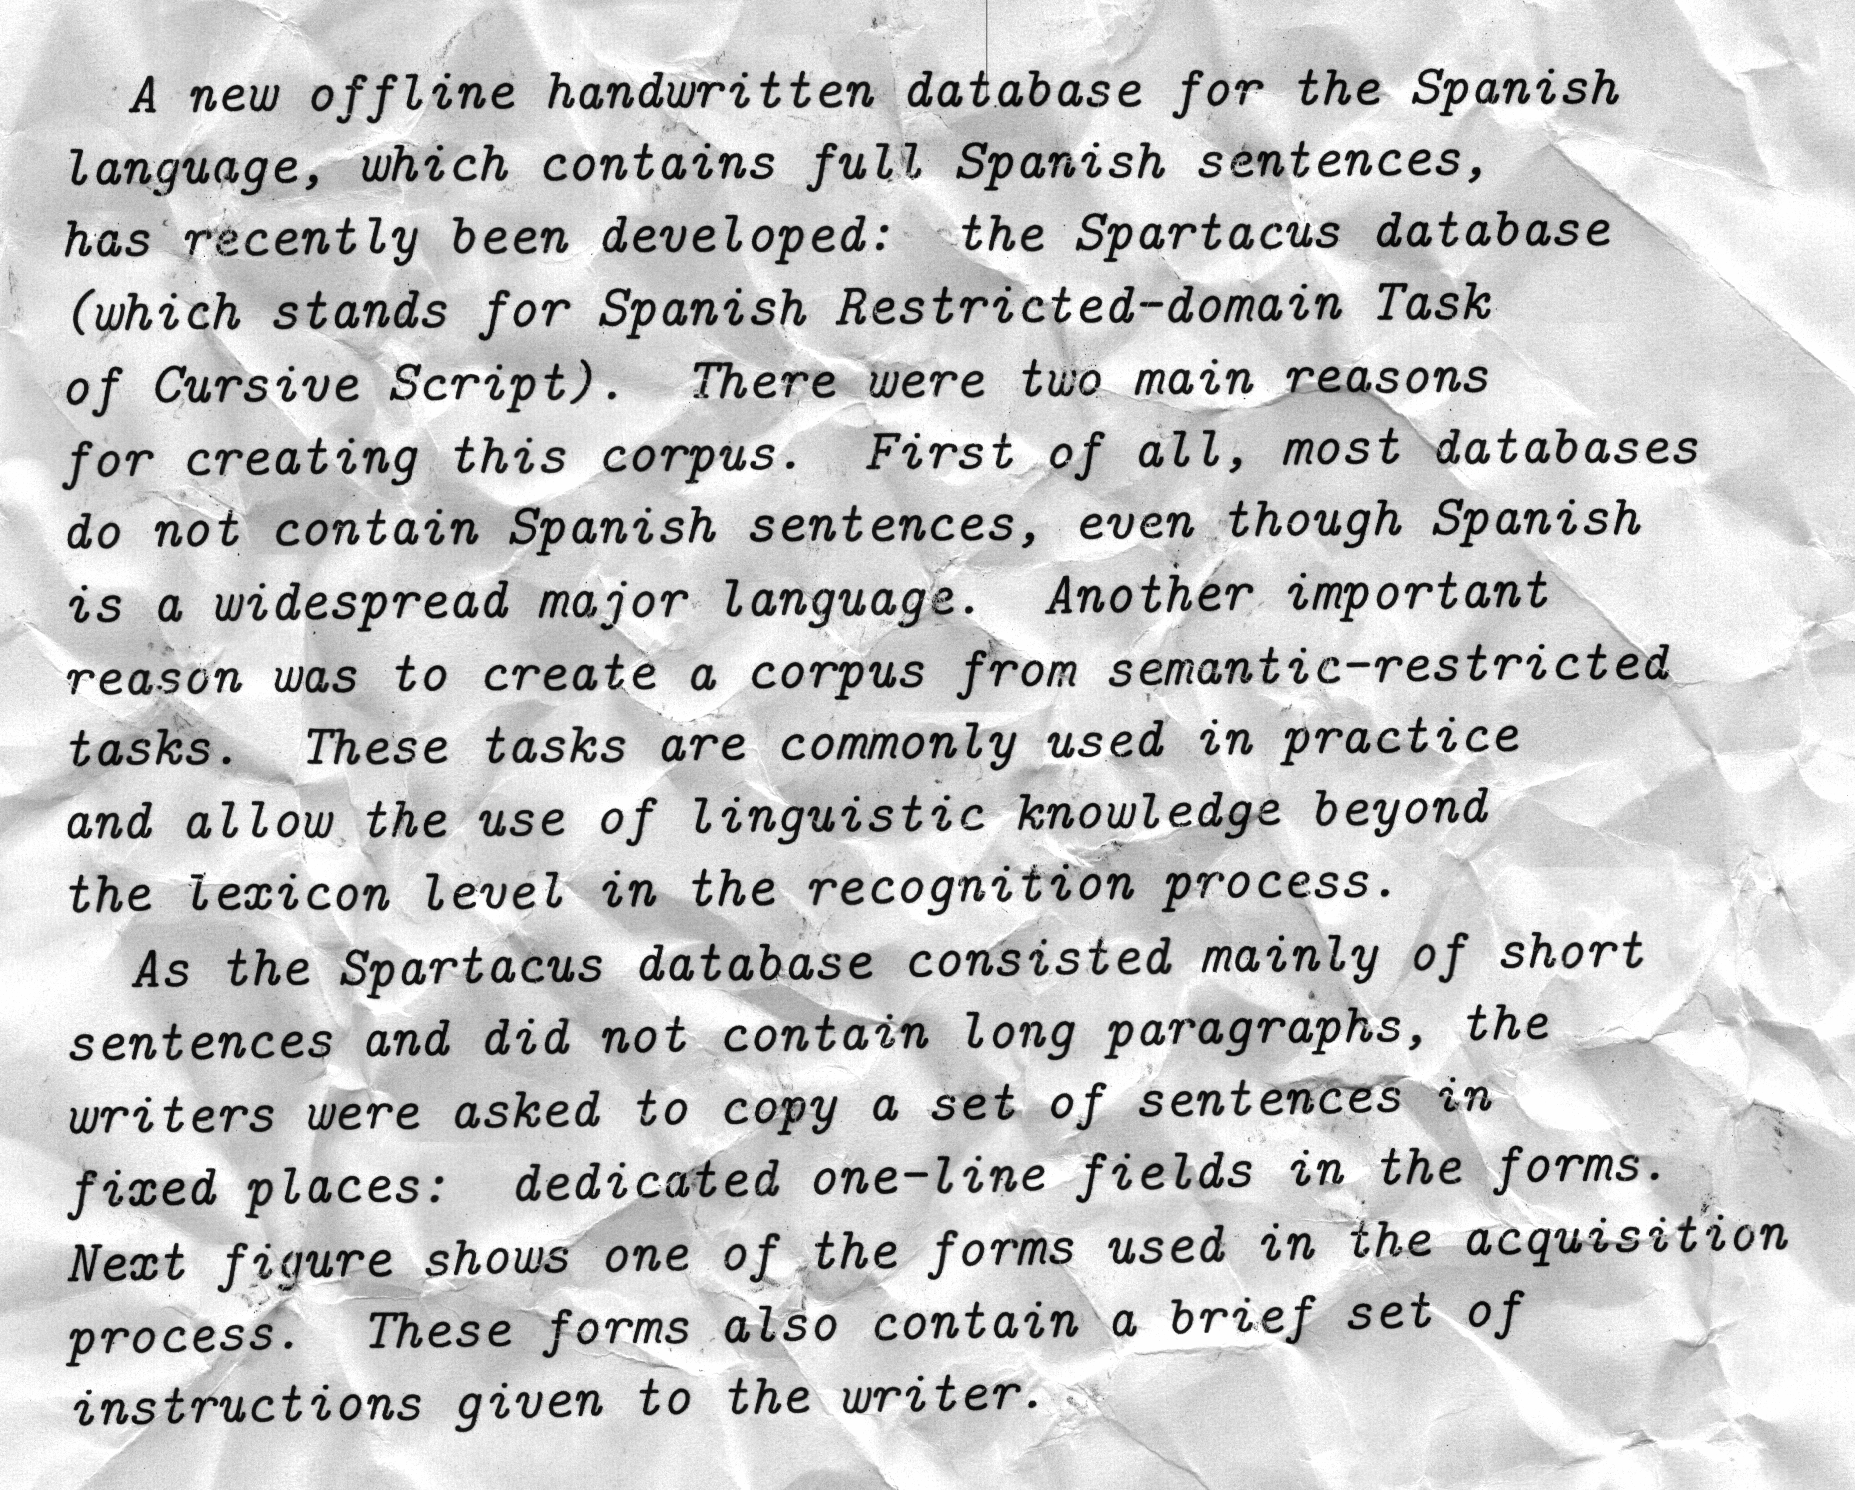 A new offline handwritten database for the Spanish
language, which contains full Spanish sentences,
has recently been developed: the Spartacus database
(which stands for Spanish Restricted-domain Task
of Cursive Script). There were two main reasons
for creating this corpus. First of all, most databases
do not contain Spanish sentences, even though Spanish
is a widespread major language. Another important
reason was to create a corpus from semantic-restricted
tasks. These tasks are commonly used in practice
and allow the use of linguistic knowledge beyond
the lexicon level in the recognition process.
As the Spartacus database consisted mainly of short
sentences and did not contain long paragraphs, the
writers were asked to copy a set of sentences in
fixed places: dedicated one-line fields in the forms.
Next figure shows one of the forms used in the acquisition
process. These forms also contain a brief set of
instructions given to the writer.